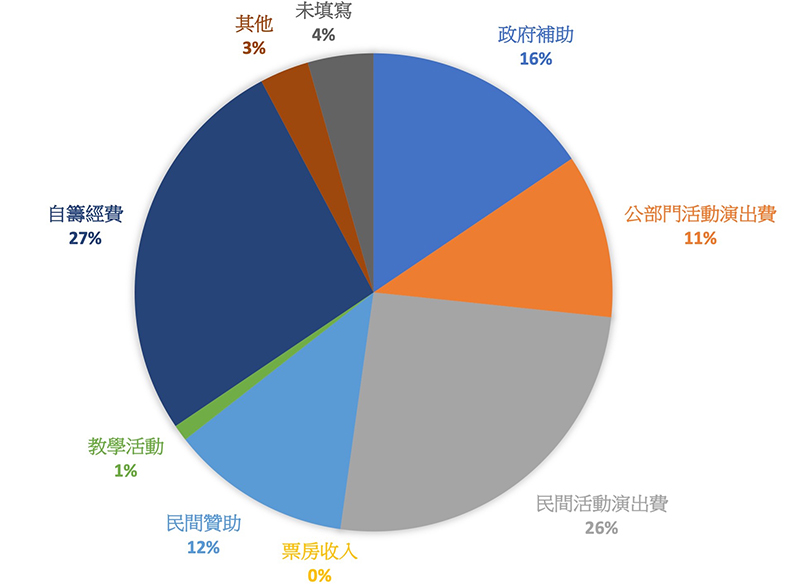 未填寫
4%
其他
3%
政府補助
16%
自籌經費
27%
公部門活動演出費
11%
教學活動
1%
民間活動演出費
26%
民間贊助
12%
票房收入
0%